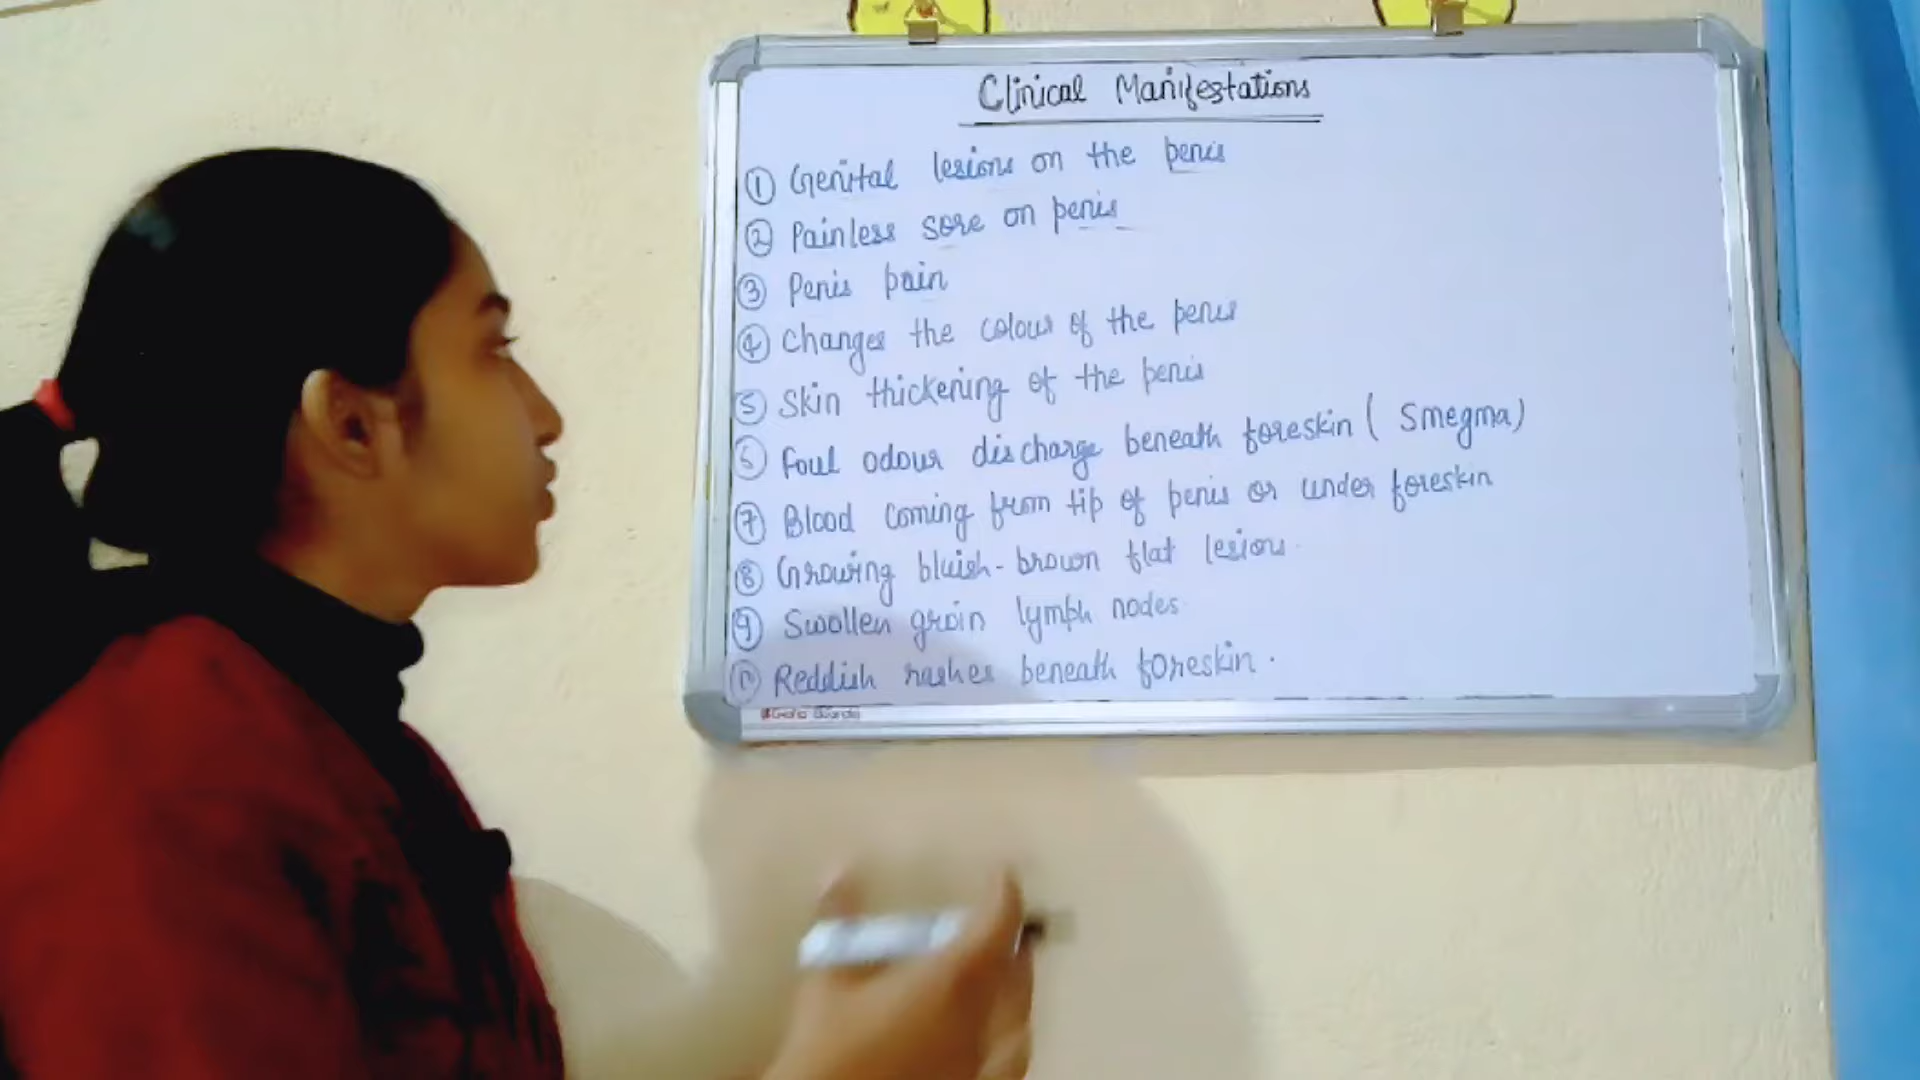 Clinical Manifestations
① Genital lesions on the penis
② Painless sore on penis
③ Penis pain
④ Changes the colour of the penis
⑤ Skin thickening of the penis
⑥ Foul odour discharge beneath foreskin ( Smegma)
⑦ Blood coming from tip of penis or under foreskin
⑧ Growing bluish-brown flat lesions
⑨ Swollen groin lymph nodes
⑩ Reddish rashes beneath foreskin.